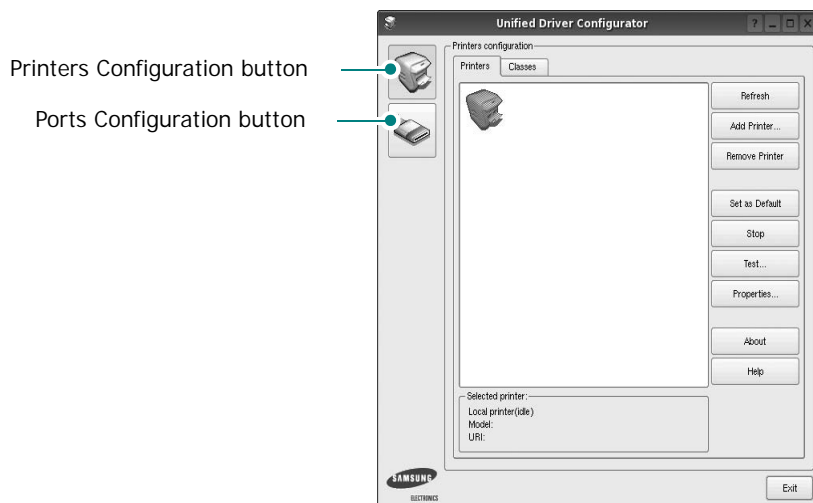 Unified Driver Configurator
Printers configuration
Printers Configuration button
Printers
Classes
Refresh
Ports Configuration button
Add Printer...
Remove Printer
Set as Default
Stop
Test...
Properties...
About
Help
Selected printer:
Local printer(idle)
Model:
URI:
SAMSUNG
ELECTRONICS
Exit